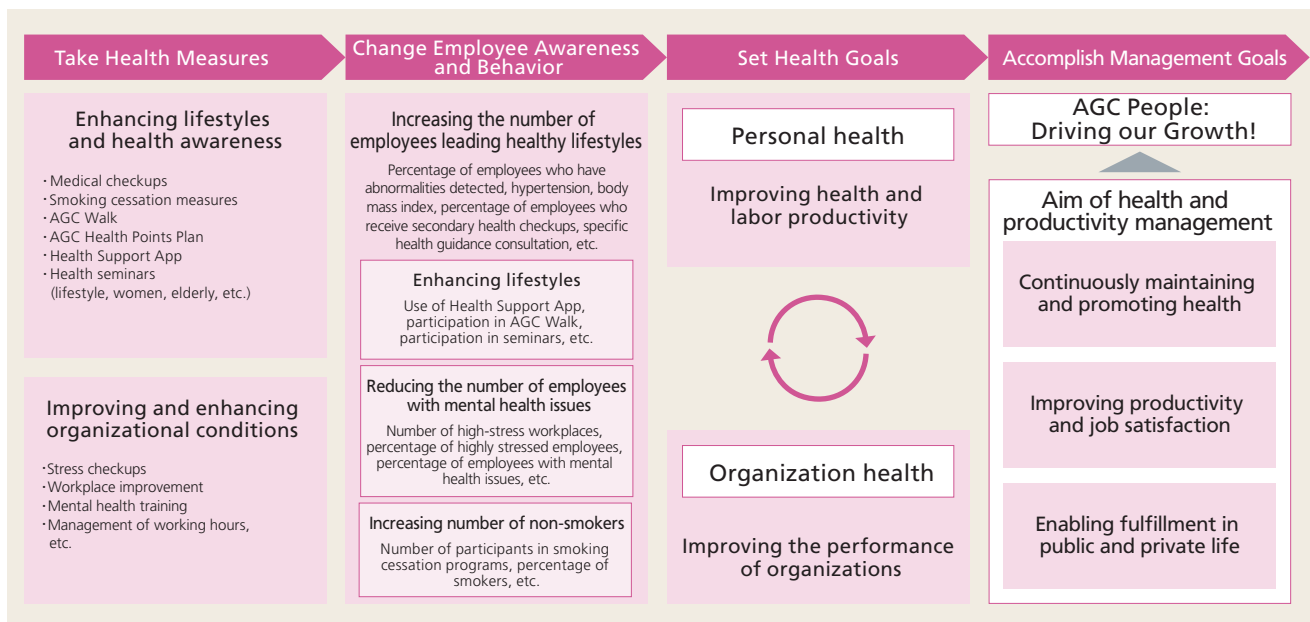 Take Health Measures
Enhancing lifestyles
and health awareness
・Medical checkups
・Smoking cessation measures
・AGC Walk
・AGC Health Points Plan
・Health Support App
・Health seminars
(lifestyle, women, elderly, etc.)
Improving and enhancing
organizational conditions
・Stress checkups
・Workplace improvement
・Mental health training
・Management of working hours,
etc.
Change Employee Awareness
and Behavior
Increasing the number of
employees leading healthy lifestyles
Percentage of employees who have
abnormalities detected, hypertension, body
mass index, percentage of employees who
receive secondary health checkups, specific
health guidance consultation, etc.
Enhancing lifestyles
Use of Health Support App,
participation in AGC Walk,
participation in seminars, etc.
Reducing the number of employees
with mental health issues
Number of high-stress workplaces,
percentage of highly stressed employees,
percentage of employees with mental
health issues, etc.
Increasing number of non-smokers
Number of participants in smoking
cessation programs, percentage of
smokers, etc.
Set Health Goals
Personal health
Improving health and
labor productivity
Organization health
Improving the performance
of organizations
Accomplish Management Goals
AGC People:
Driving our Growth!
Aim of health and
productivity management
Continuously maintaining
and promoting health
Improving productivity
and job satisfaction
Enabling fulfillment in
public and private life